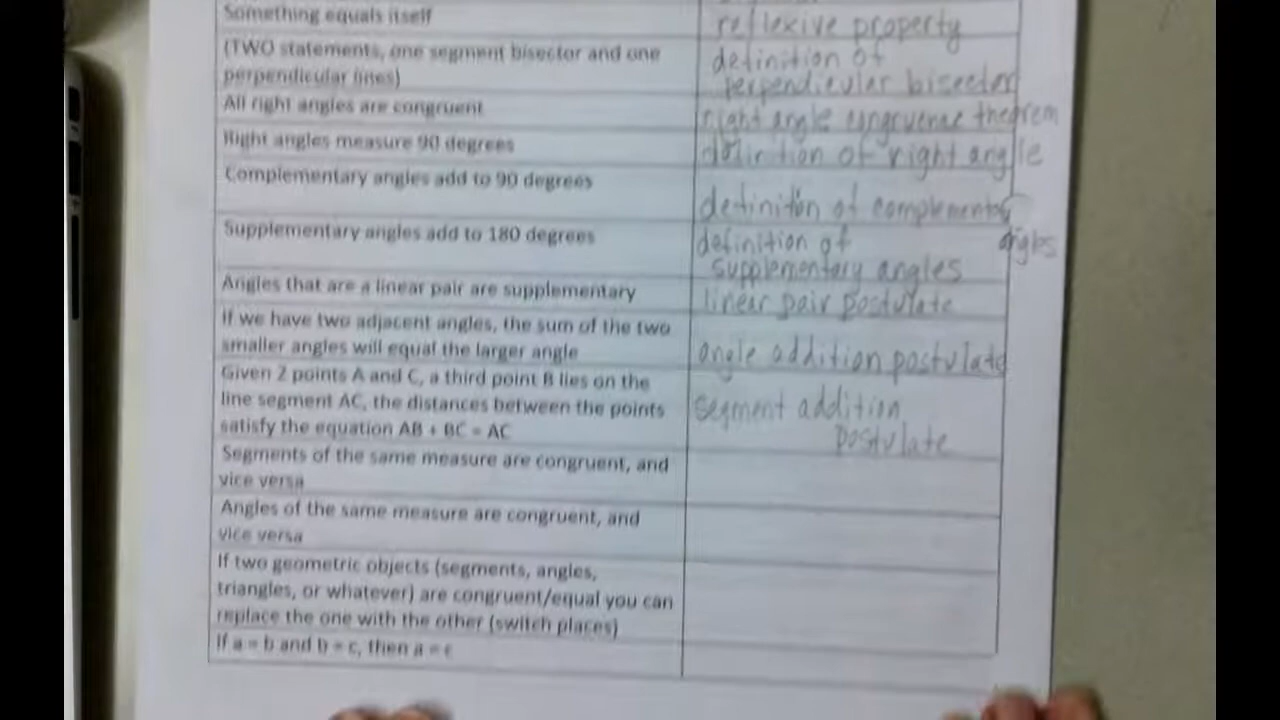 Something equals itself
reflexive property
(TWO statements, one segment bisector and one
perpendicular lines)
definition of
perpendicular bisector
All right angles are congruent
right angle congruence theorem
Right angles measure 90 degrees
definition of right angle
Complementary angles add to 90 degrees
definition of complementary
angles
Supplementary angles add to 180 degrees
definition of
supplementary angles
Angles that are a linear pair are supplementary
linear pair postulate
If we have two adjacent angles, the sum of the two
smaller angles will equal the larger angle
angle addition postulate
Given 2 points A and C, a third point B lies on the
line segment AC, the distances between the points
satisfy the equation AB + BC = AC
segment addition
postulate
Segments of the same measure are congruent, and
vice versa
Angles of the same measure are congruent, and
vice versa
If two geometric objects (segments, angles,
triangles, or whatever) are congruent/equal you can
replace the one with the other (switch places)
If a = b and b = c, then a = c